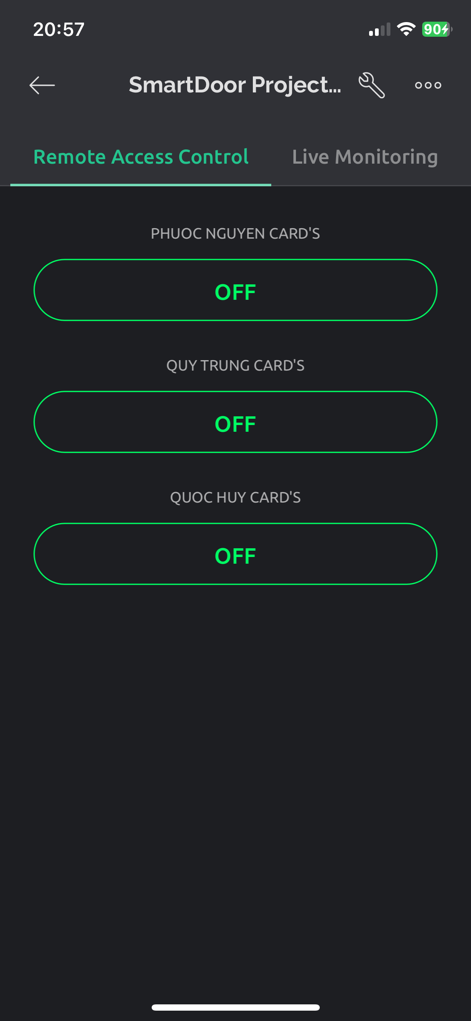 20:57
90
SmartDoor Project...
Remote Access Control
Live Monitoring
PHUOC NGUYEN CARD'S
OFF
QUY TRUNG CARD'S
OFF
QUOC HUY CARD'S
OFF